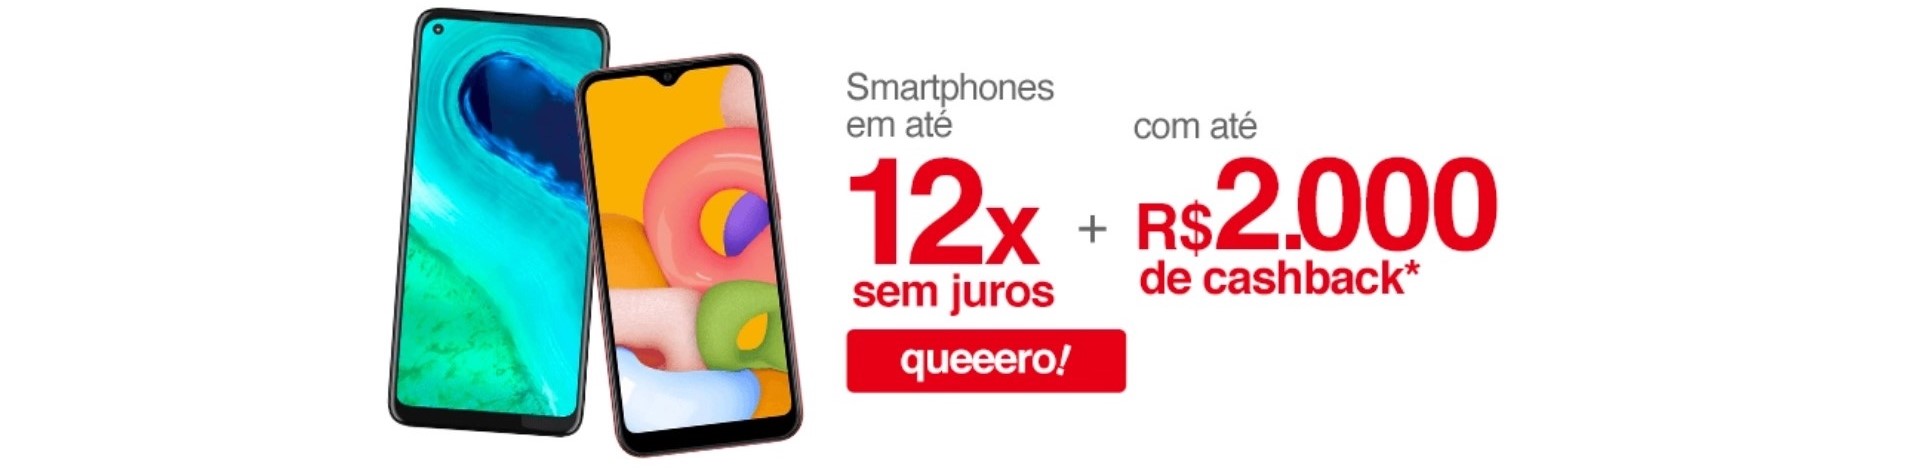 Smartphones
em até
12x
sem juros
+
com até
R$2.000
de cashback*
queeero!